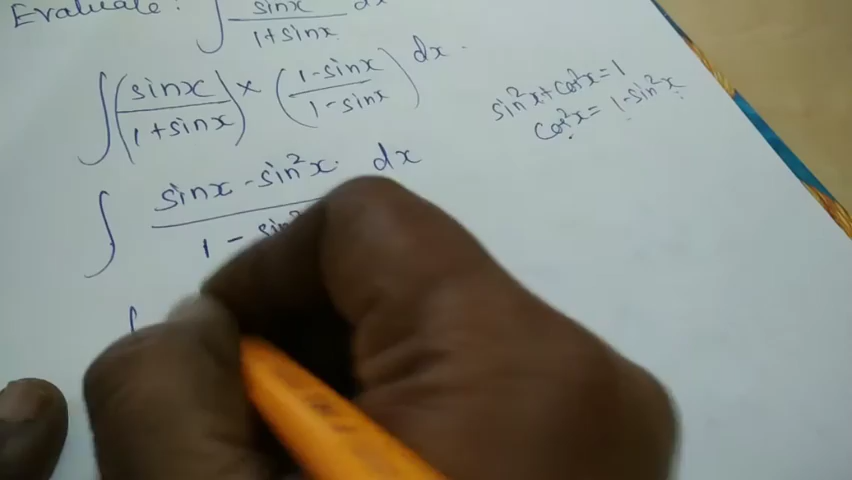 Evaluate: ∫ sinx/1+sinx dx
∫ (sinx/1+sinx) × (1-sinx/1-sinx) dx.
sin²x+cos²x=1
cos²x= 1-sin²x
∫ sinx-sin²x/1-sin² dx
∫